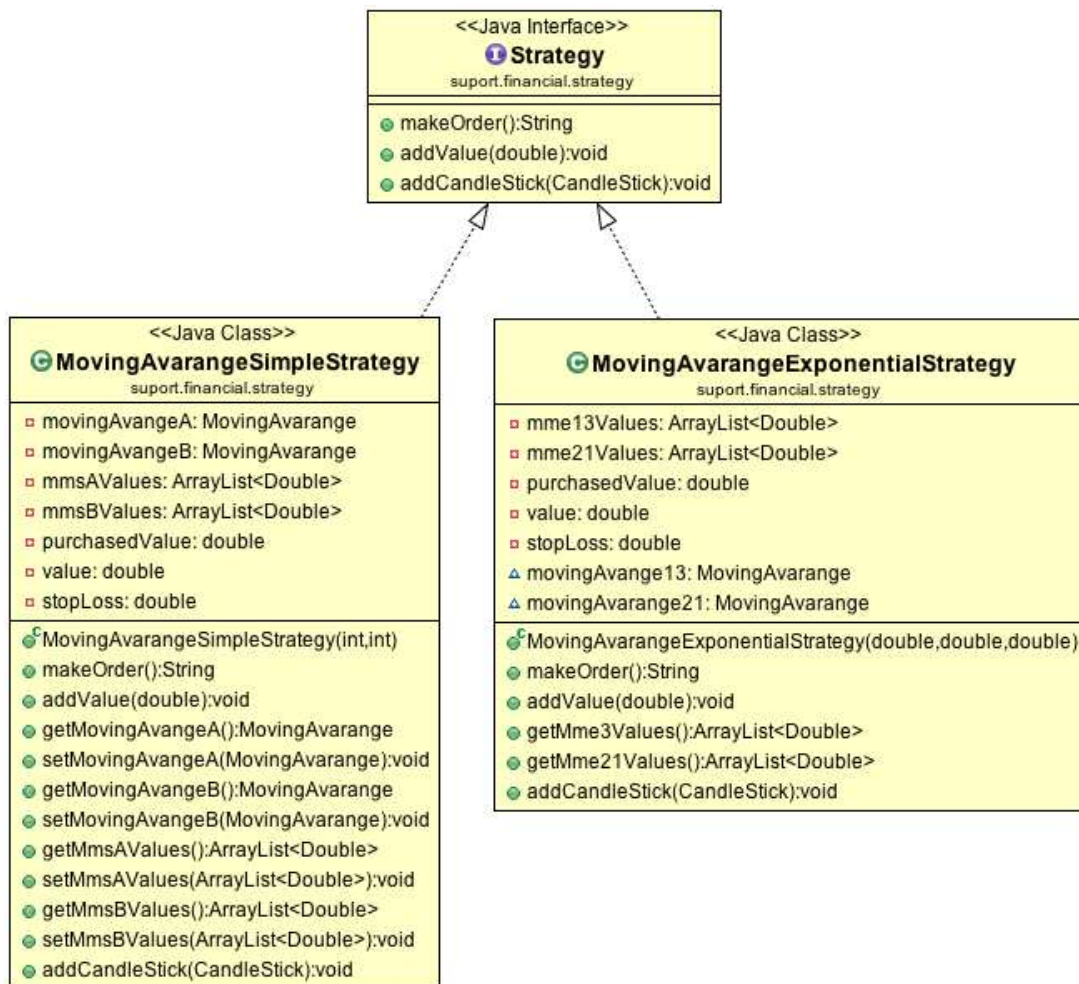 <<Java Interface>>
Strategy
suport.financial.strategy
makeOrder():String
addValue(double):void
addCandleStick(CandleStick):void
<<Java Class>>
MovingAvarangeSimpleStrategy
suport.financial.strategy
movingAvangeA: MovingAvarange
movingAvangeB: MovingAvarange
mmsAValues: ArrayList<Double>
mmsBValues: ArrayList<Double>
purchasedValue: double
value: double
stopLoss: double
MovingAvarangeSimpleStrategy(int,int)
makeOrder():String
addValue(double):void
getMovingAvangeA():MovingAvarange
setMovingAvangeA(MovingAvarange):void
getMovingAvangeB():MovingAvarange
setMovingAvangeB(MovingAvarange):void
getMmsAValues():ArrayList<Double>
setMmsAValues(ArrayList<Double>):void
getMmsBValues():ArrayList<Double>
setMmsBValues(ArrayList<Double>):void
addCandleStick(CandleStick):void
<<Java Class>>
MovingAvarangeExponentialStrategy
suport.financial.strategy
mme13Values: ArrayList<Double>
mme21Values: ArrayList<Double>
purchasedValue: double
value: double
stopLoss: double
movingAvange13: MovingAvarange
movingAvarange21: MovingAvarange
MovingAvarangeExponentialStrategy(double,double,double)
makeOrder():String
addValue(double):void
getMme3Values():ArrayList<Double>
getMme21Values():ArrayList<Double>
addCandleStick(CandleStick):void